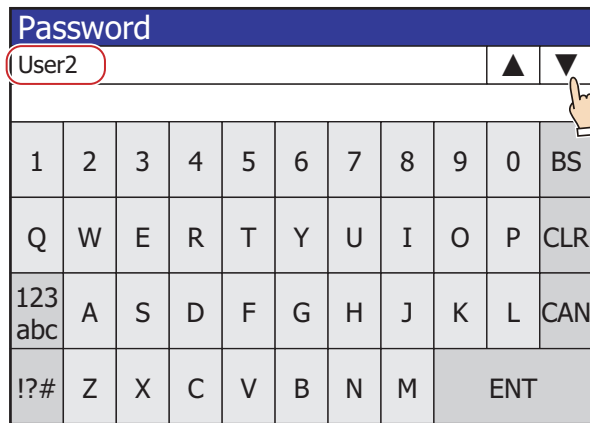 Password
User2 ▲ ▼
1 2 3 4 5 6 7 8 9 0 BS
Q W E R T Y U I O P CLR
123
abc A S D F G H J K L CAN
!?# Z X C V B N M ENT